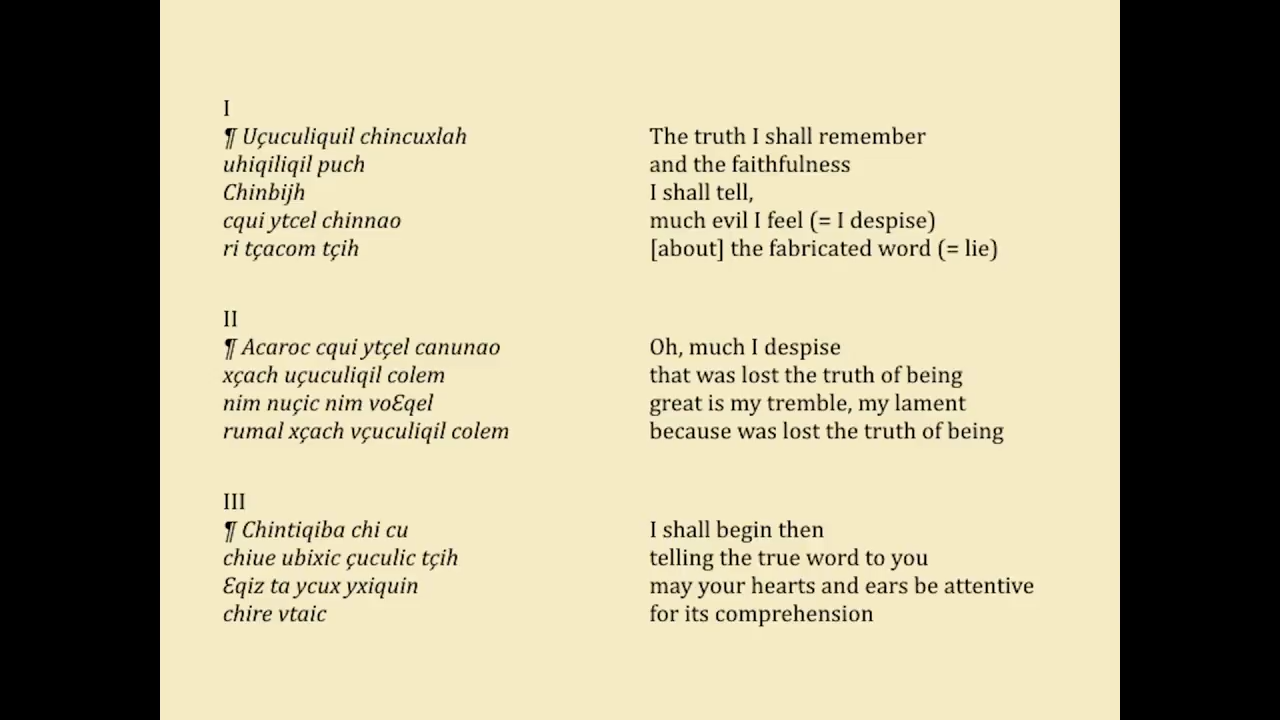 I
¶ Uçuculiquil chincuxlah
The truth I shall remember
uhiqiliqil puch
and the faithfulness
Chinbijh
I shall tell,
cqui ytcel chinnao
much evil I feel (= I despise)
ri tçacom tçih
[about] the fabricated word (= lie)
II
¶ Acaroc cqui ytçel canunao
Oh, much I despise
xçach uçuculiqil colem
that was lost the truth of being
nim nuçic nim voƐqel
great is my tremble, my lament
rumal xçach vçuculiqil colem
because was lost the truth of being
III
¶ Chintiqiba chi cu
I shall begin then
chiue ubixic çuculic tçih
telling the true word to you
Ɛqiz ta ycux yxiquin
may your hearts and ears be attentive
chire vtaic
for its comprehension